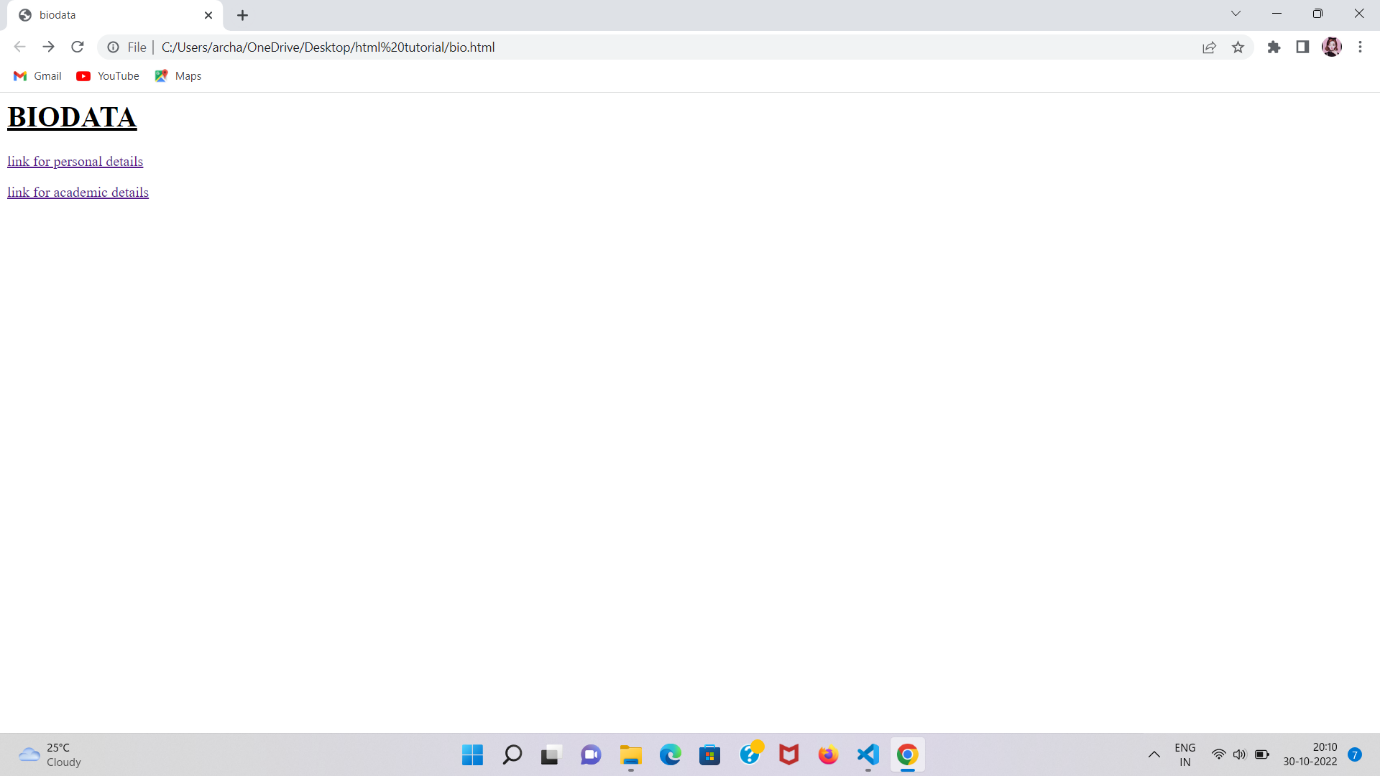 biodata
File | C:/Users/archa/OneDrive/Desktop/html%20tutorial/bio.html
Gmail YouTube Maps
BIODATA
link for personal details
link for academic details
25°C
Cloudy
ENG
IN
20:10
30-10-2022
7